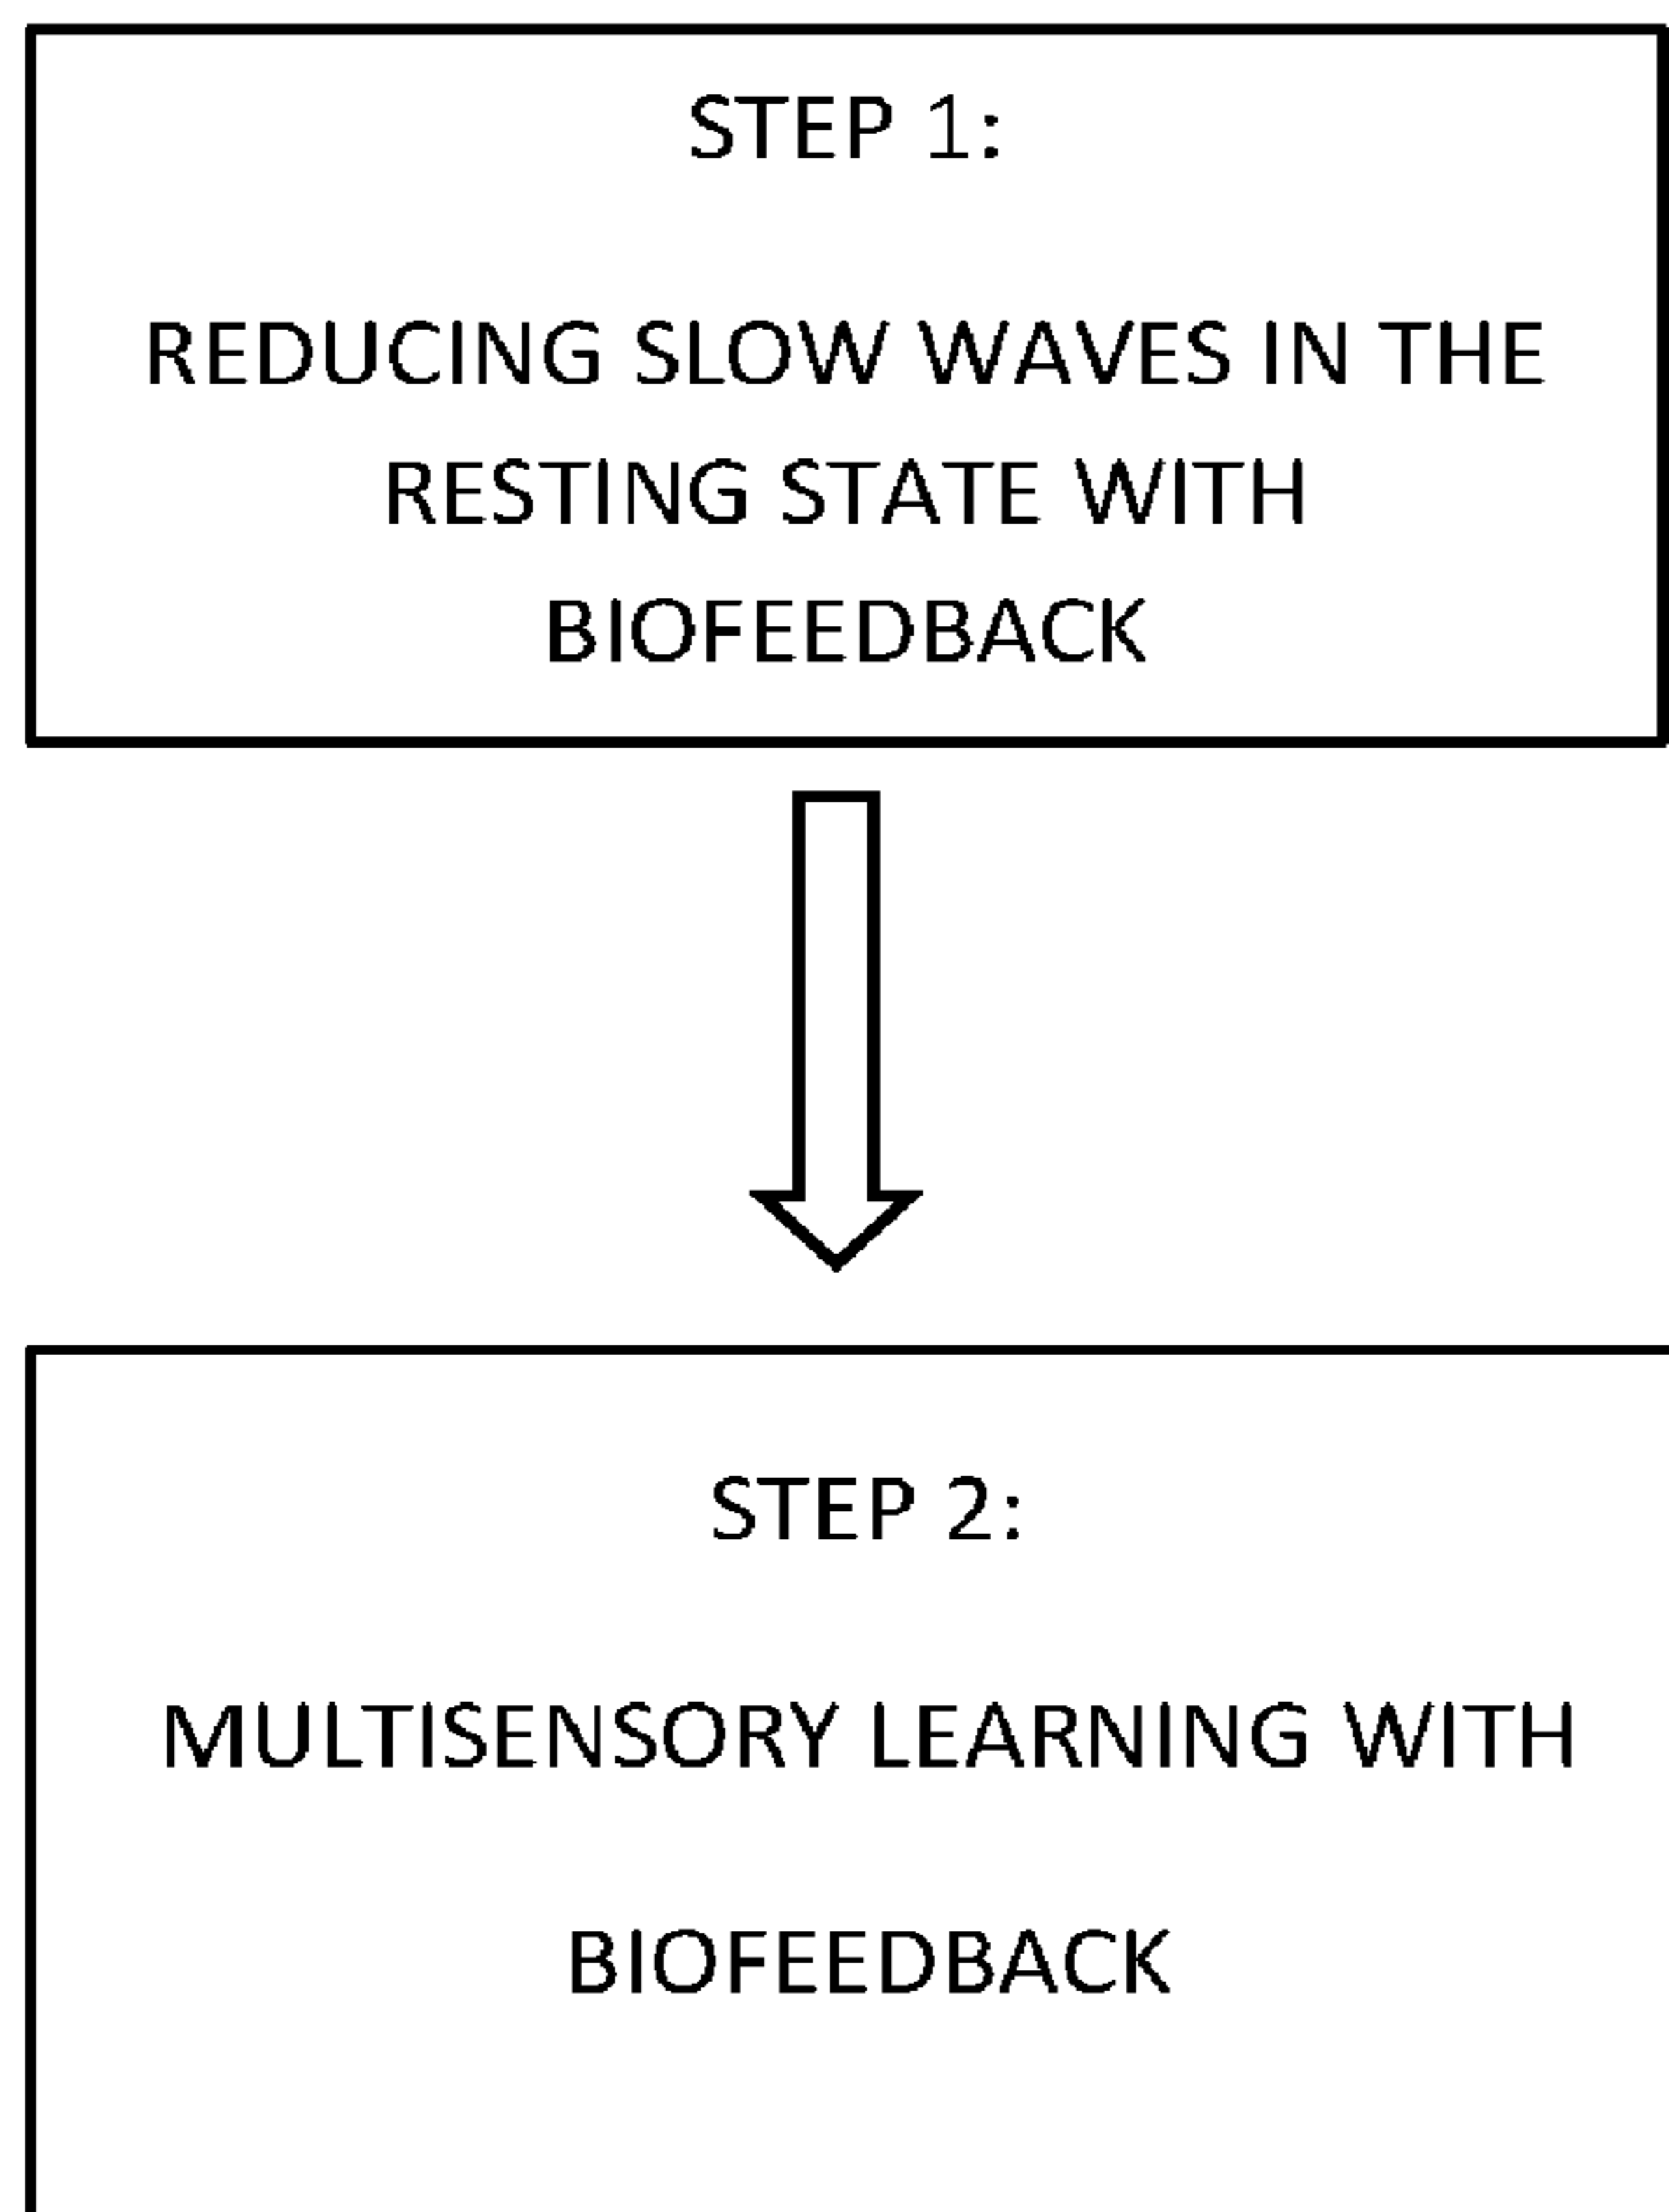 STEP 1:
REDUCING SLOW WAVES IN THE
RESTING STATE WITH
BIOFEEDBACK
STEP 2:
MULTISENSORY LEARNING WITH
BIOFEEDBACK